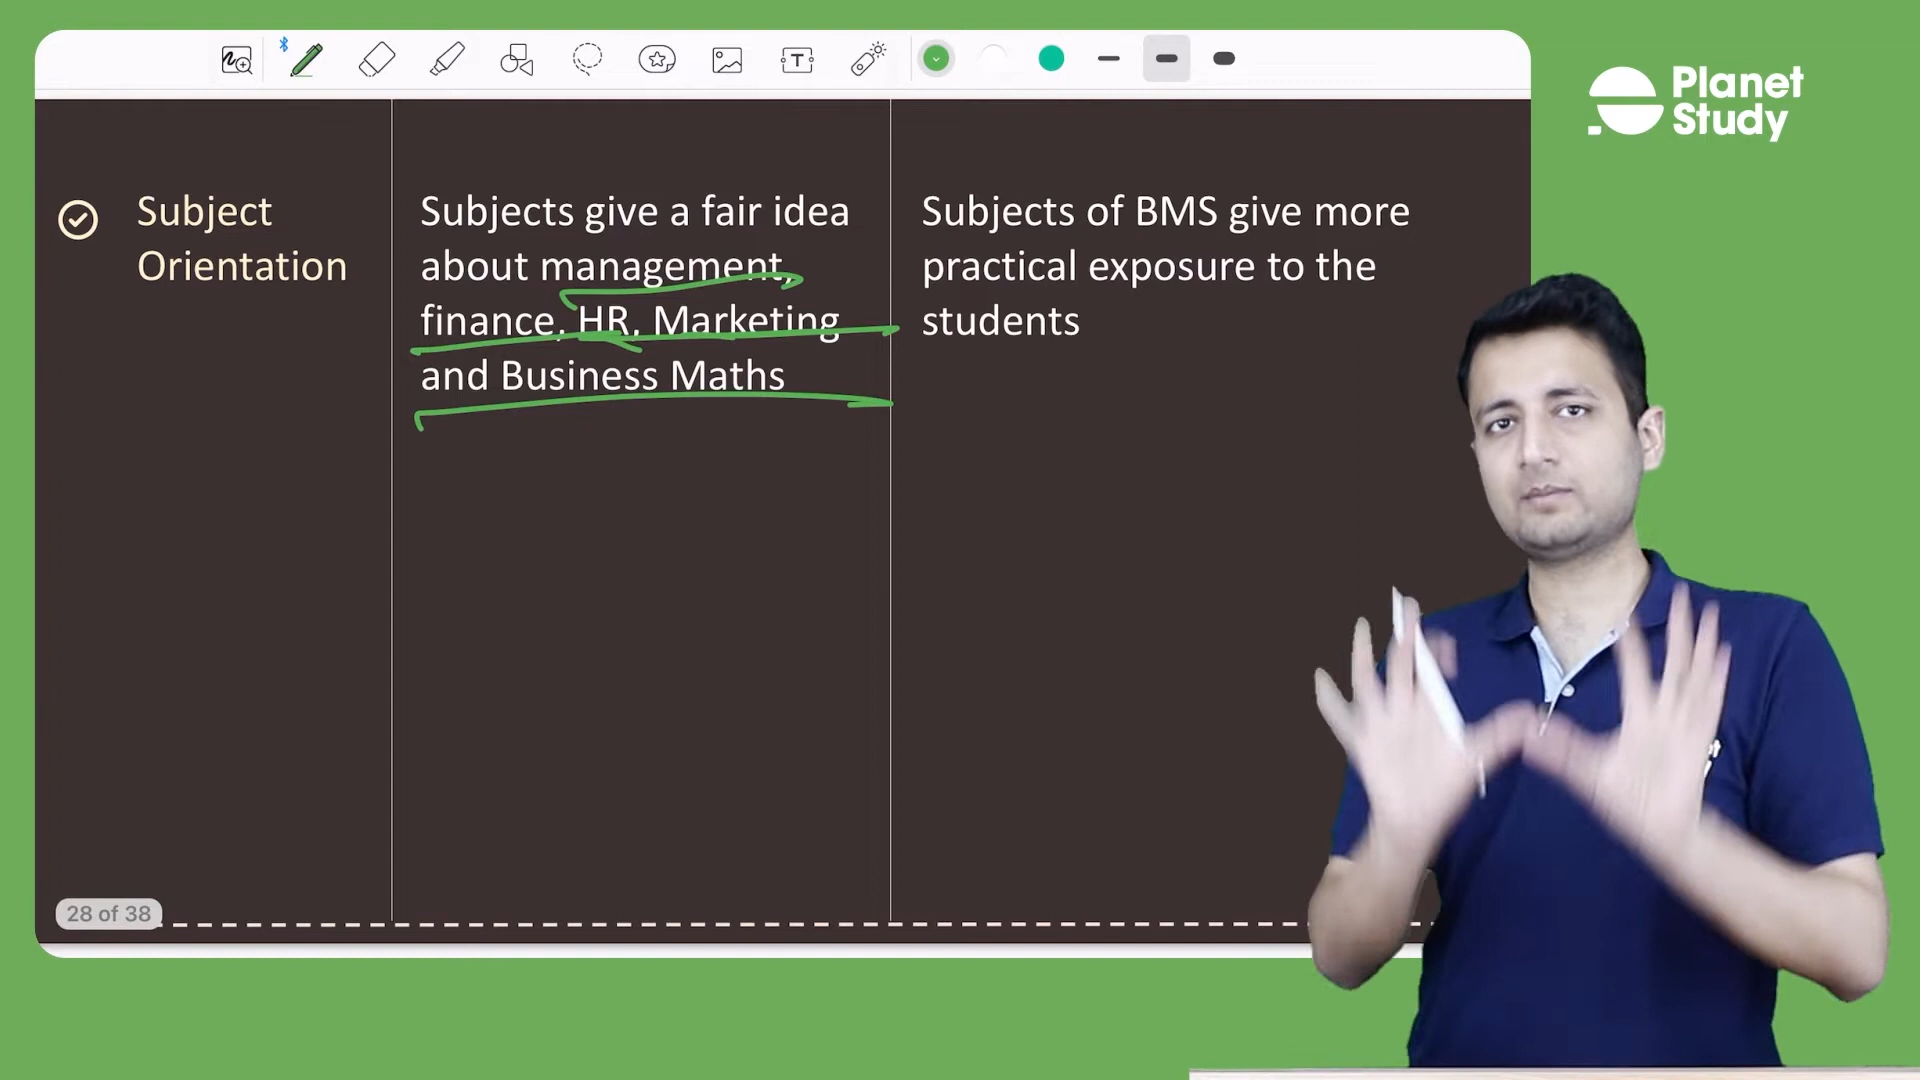 Planet
Study
Subject
Orientation
Subjects give a fair idea
about management,
finance, HR, Marketing
and Business Maths
Subjects of BMS give more
practical exposure to the
students
28 of 38